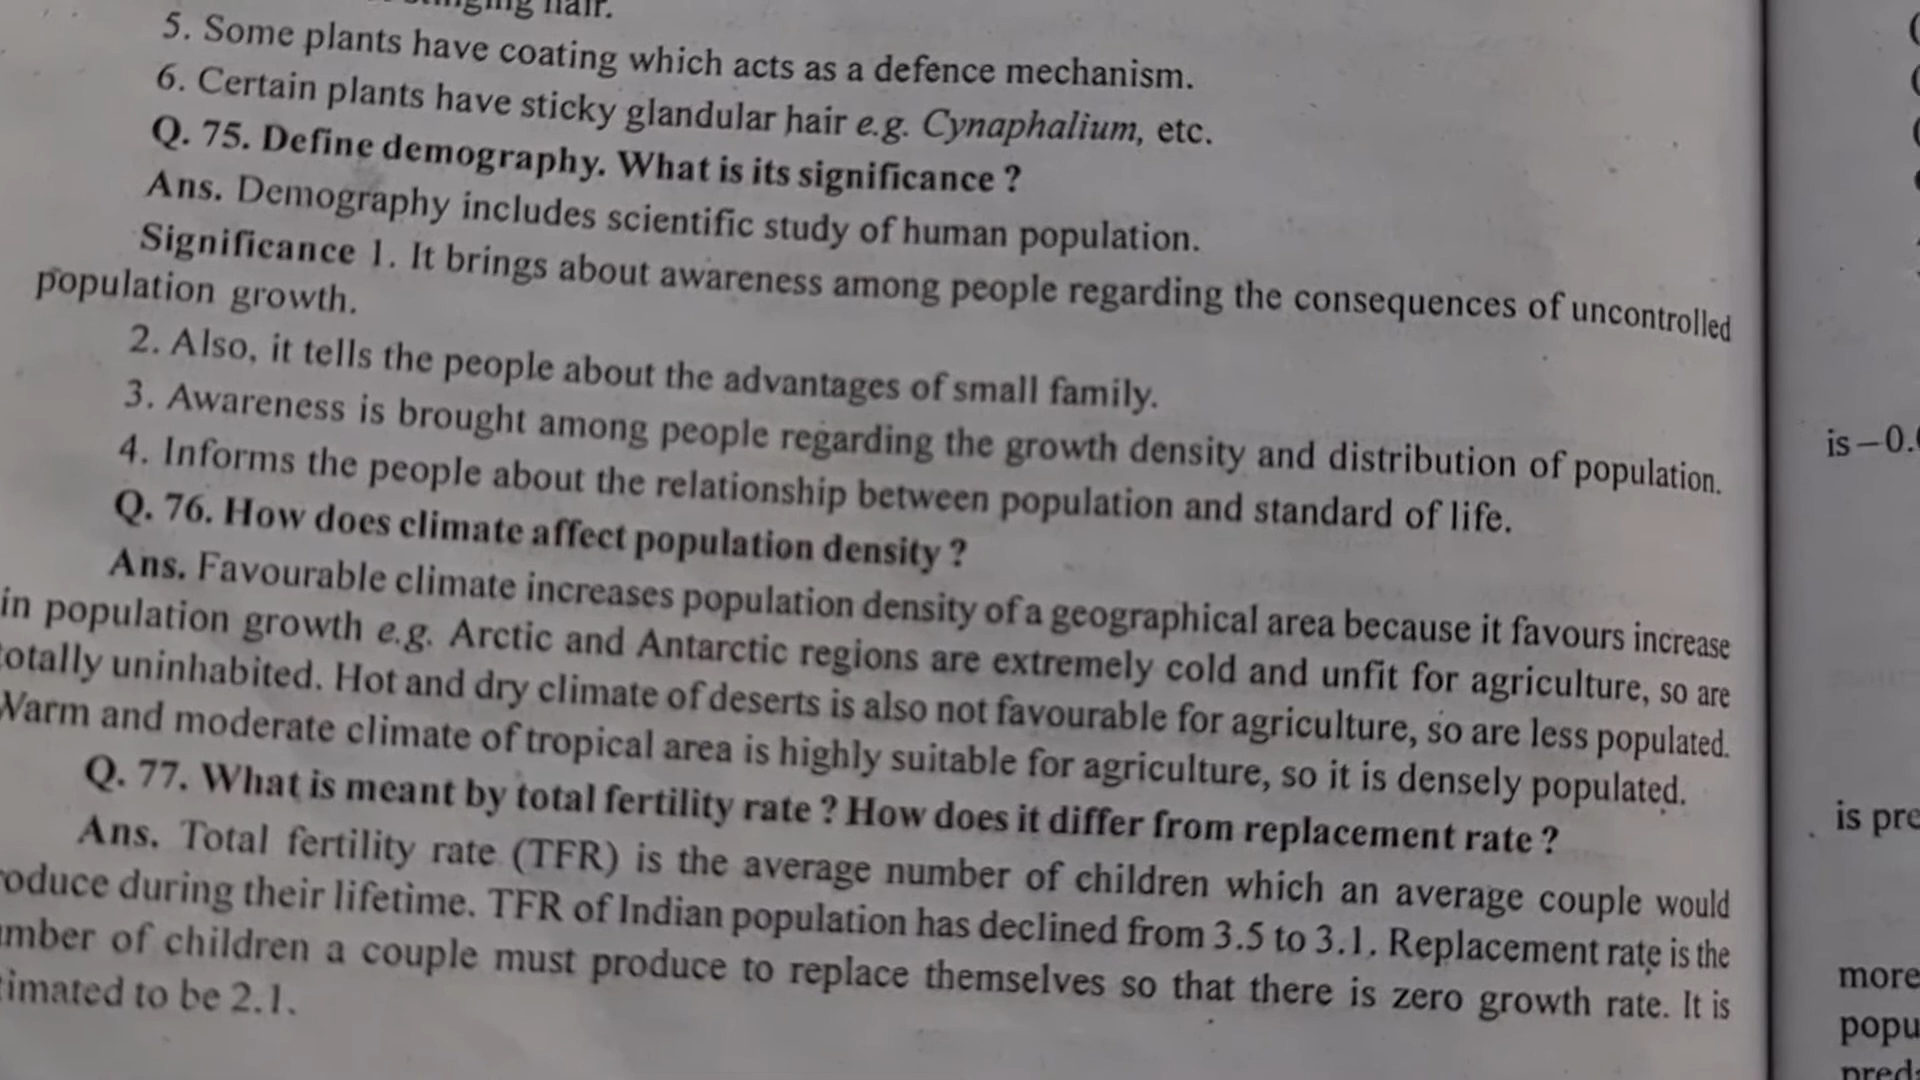 hair.
5. Some plants have coating which acts as a defence mechanism.
6. Certain plants have sticky glandular hair e.g. Cynaphalium, etc.
Q. 75. Define demography. What is its significance ?
Ans. Demography includes scientific study of human population.
Significance 1. It brings about awareness among people regarding the consequences of uncontrolled
population growth.
2. Also, it tells the people about the advantages of small family.
3. Awareness is brought among people regarding the growth density and distribution of population.
4. Informs the people about the relationship between population and standard of life.
Q. 76. How does climate affect population density ?
Ans. Favourable climate increases population density of a geographical area because it favours increase
in population growth e.g. Arctic and Antarctic regions are extremely cold and unfit for agriculture, so are
totally uninhabited. Hot and dry climate of deserts is also not favourable for agriculture, so are less populated.
Warm and moderate climate of tropical area is highly suitable for agriculture, so it is densely populated.
Q. 77. What is meant by total fertility rate ? How does it differ from replacement rate ?
Ans. Total fertility rate (TFR) is the average number of children which an average couple would
oduce during their lifetime. TFR of Indian population has declined from 3.5 to 3.1. Replacement rate is the
mber of children a couple must produce to replace themselves so that there is zero growth rate. It is
timated to be 2.1.
is –0.
is pre
more
popu